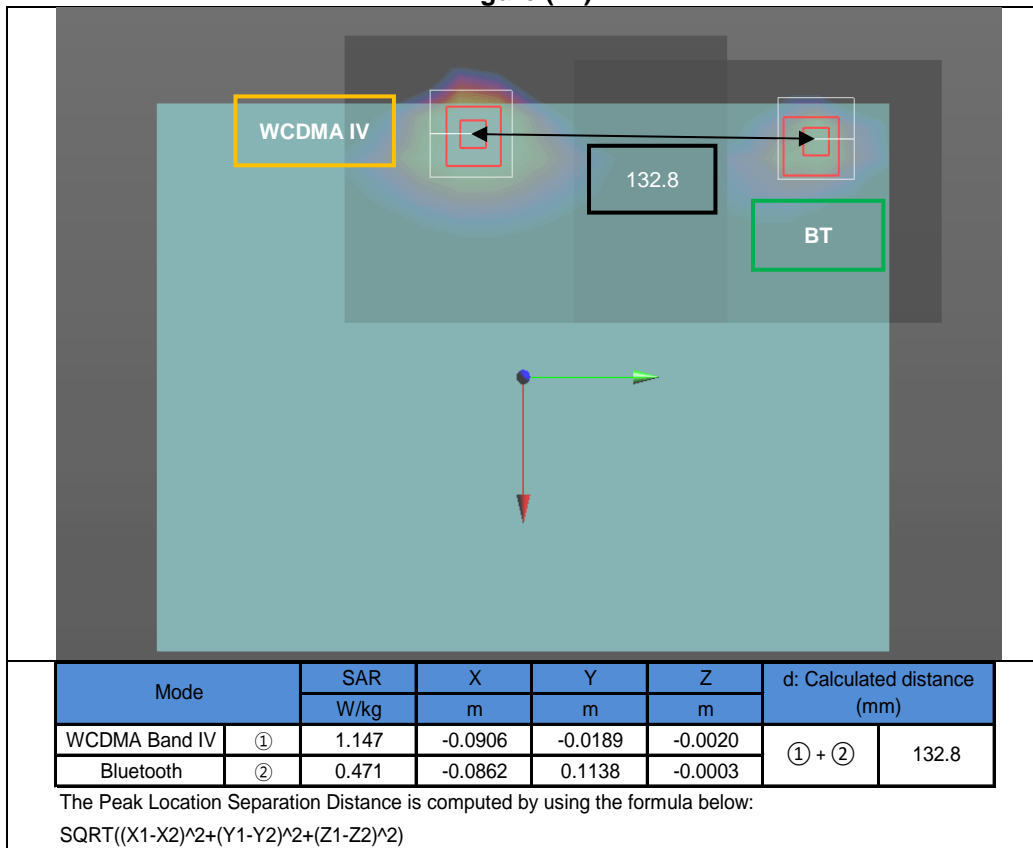 WCDMA IV
132.8
BT
Mode SAR X Y Z d: Calculated distance (mm)
W/kg m m m
WCDMA Band IV ① 1.147 -0.0906 -0.0189 -0.0020 ① + ② 132.8
Bluetooth ② 0.471 -0.0862 0.1138 -0.0003
The Peak Location Separation Distance is computed by using the formula below:
SQRT((X1-X2)^2+(Y1-Y2)^2+(Z1-Z2)^2)